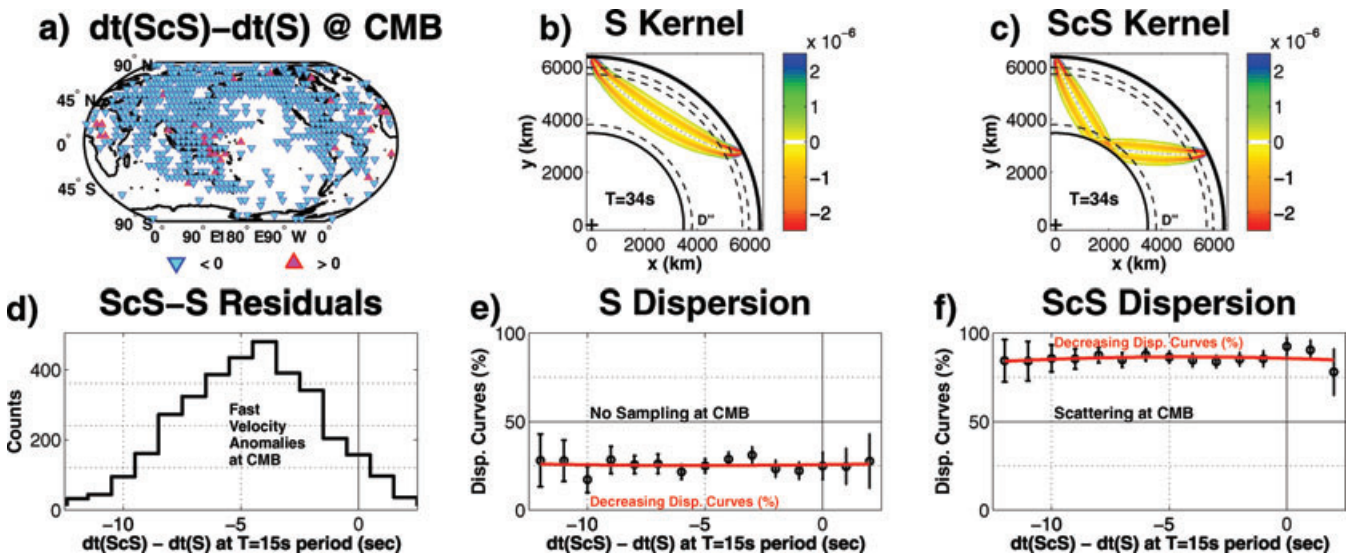 a) dt(ScS)−dt(S) @ CMB
90° N
45° N
0°
45° S
90° S
0° 90° E180° E90° W 0°
< 0 > 0
b) S Kernel
x 10⁻⁶
6000
4000
2000
0
y (km)
T=34s
D''
0 2000 4000 6000
x (km)
2
1
0
−1
−2
c) ScS Kernel
x 10⁻⁶
6000
4000
2000
0
y (km)
T=34s
D''
0 2000 4000 6000
x (km)
2
1
0
−1
−2
d) ScS−S Residuals
400
200
0
Counts
Fast
Velocity
Anomalies
at CMB
−10 −5 0
dt(ScS) − dt(S) at T=15s period (sec)
e) S Dispersion
100
50
0
Disp. Curves (%)
No Sampling at CMB
Decreasing Disp. Curves (%)
−10 −5 0
dt(ScS) − dt(S) at T=15s period (sec)
f) ScS Dispersion
100
50
0
Disp. Curves (%)
Decreasing Disp. Curves (%)
Scattering at CMB
−10 −5 0
dt(ScS) − dt(S) at T=15s period (sec)